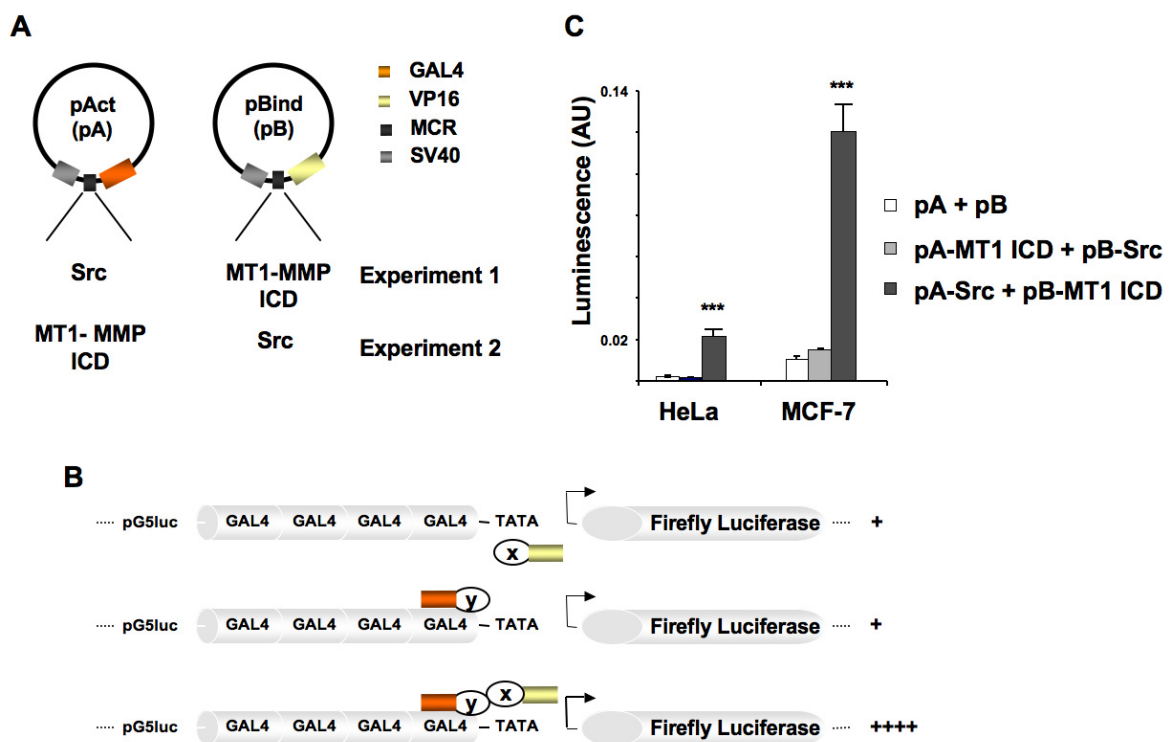 A
pAct
(pA)
pBind
(pB)
GAL4
VP16
MCR
SV40
Src
MT1-MMP
ICD
Experiment 1
MT1- MMP
ICD
Src
Experiment 2
C
Luminescence (AU)
0.14
0.02
***
***
HeLa
MCF-7
pA + pB
pA-MT1 ICD + pB-Src
pA-Src + pB-MT1 ICD
B
..... pG5luc GAL4 GAL4 GAL4 GAL4 – TATA Firefly Luciferase ..... +
x
y
..... pG5luc GAL4 GAL4 GAL4 GAL4 – TATA Firefly Luciferase ..... +
y x
..... pG5luc GAL4 GAL4 GAL4 GAL4 – TATA Firefly Luciferase ..... ++++